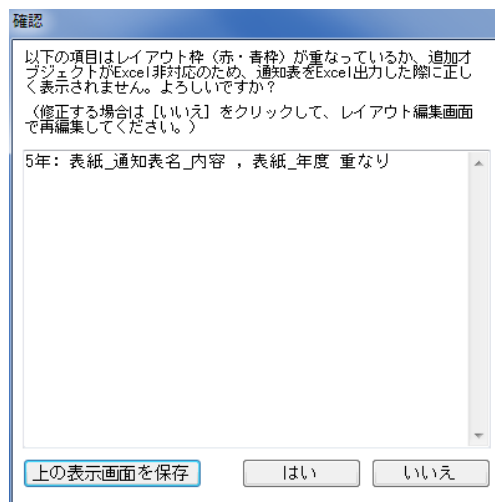 確認
以下の項目はレイアウト枠（赤・青枠）が重なっているか、追加オ
ブジェクトがExcel非対応のため、通知表をExcel出力した際に正し
く表示されません。よろしいですか？
（修正する場合は［いいえ］をクリックして、レイアウト編集画面
で再編集してください。）
5年: 表紙_通知表名_内容 , 表紙_年度 重なり
上の表示画面を保存
はい
いいえ